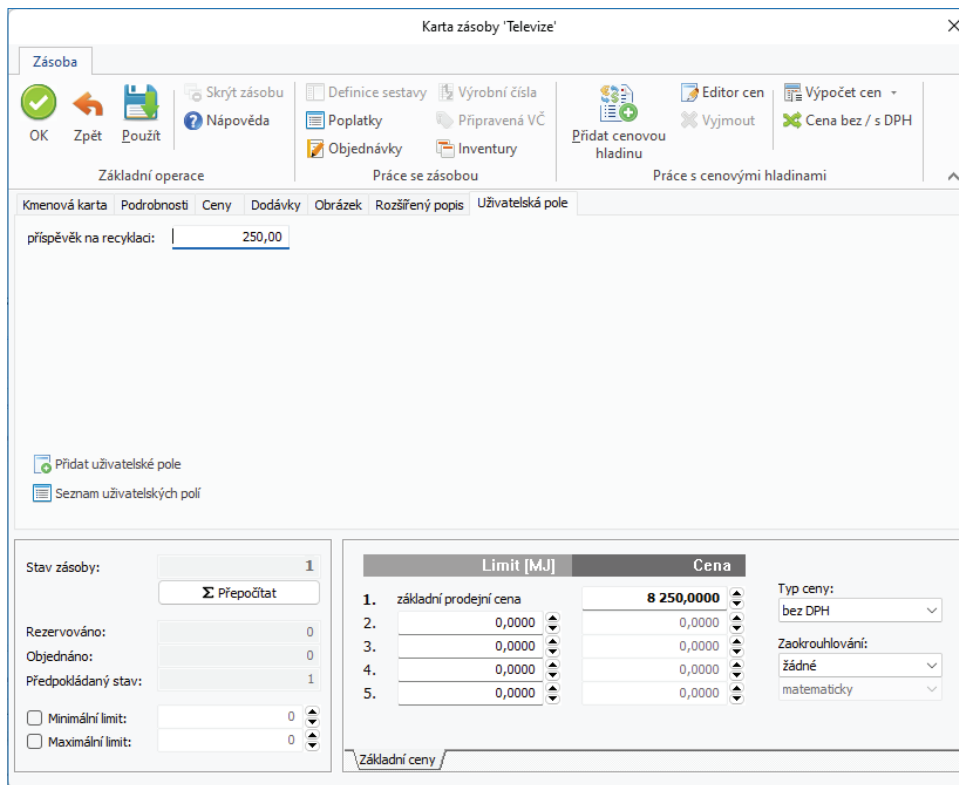 Karta zásoby 'Televize'
Zásoba
OK
Zpět
Použít
Skrýt zásobu
Nápověda
Základní operace
Definice sestavy
Výrobní čísla
Poplatky
Připravená VČ
Objednávky
Inventury
Práce se zásobou
Přidat cenovou
hladinu
Editor cen
Vyjmout
Výpočet cen
Cena bez / s DPH
Práce s cenovými hladinami
Kmenová karta Podrobnosti Ceny Dodávky Obrázek Rozšířený popis Uživatelská pole
příspěvěk na recyklaci: 250,00
Přidat uživatelské pole
Seznam uživatelských polí
Stav zásoby: 1
Σ Přepočítat
Rezervováno: 0
Objednáno: 0
Předpokládaný stav: 1
Minimální limit: 0
Maximální limit: 0
Limit [MJ] Cena
1. základní prodejní cena 8 250,0000
2. 0,0000 0,0000
3. 0,0000 0,0000
4. 0,0000 0,0000
5. 0,0000 0,0000
Základní ceny
Typ ceny:
bez DPH
Zaokrouhlování:
žádné
matematicky